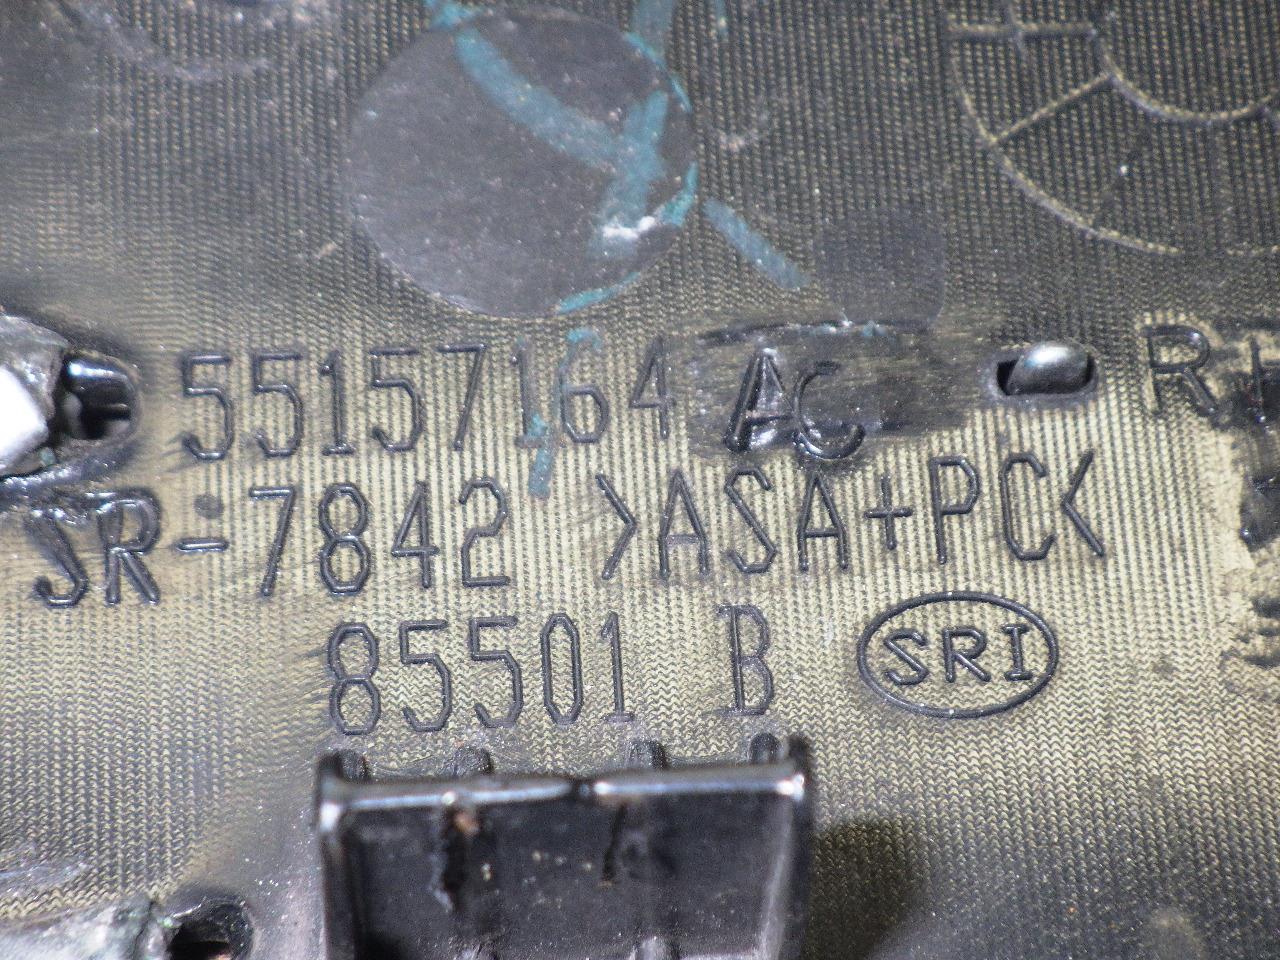 55157164 AC R
SR-7842 >ASA+PC<
85501 B SRI